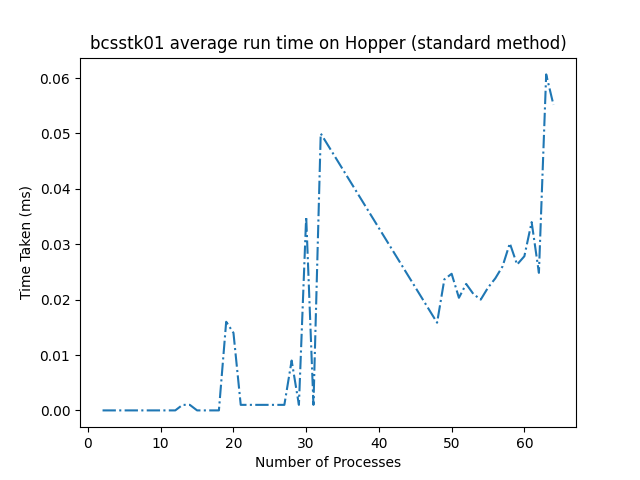 bcsstk01 average run time on Hopper (standard method)
0.06
0.05
0.04
0.03
0.02
0.01
0.00
Time Taken (ms)
0 10 20 30 40 50 60
Number of Processes